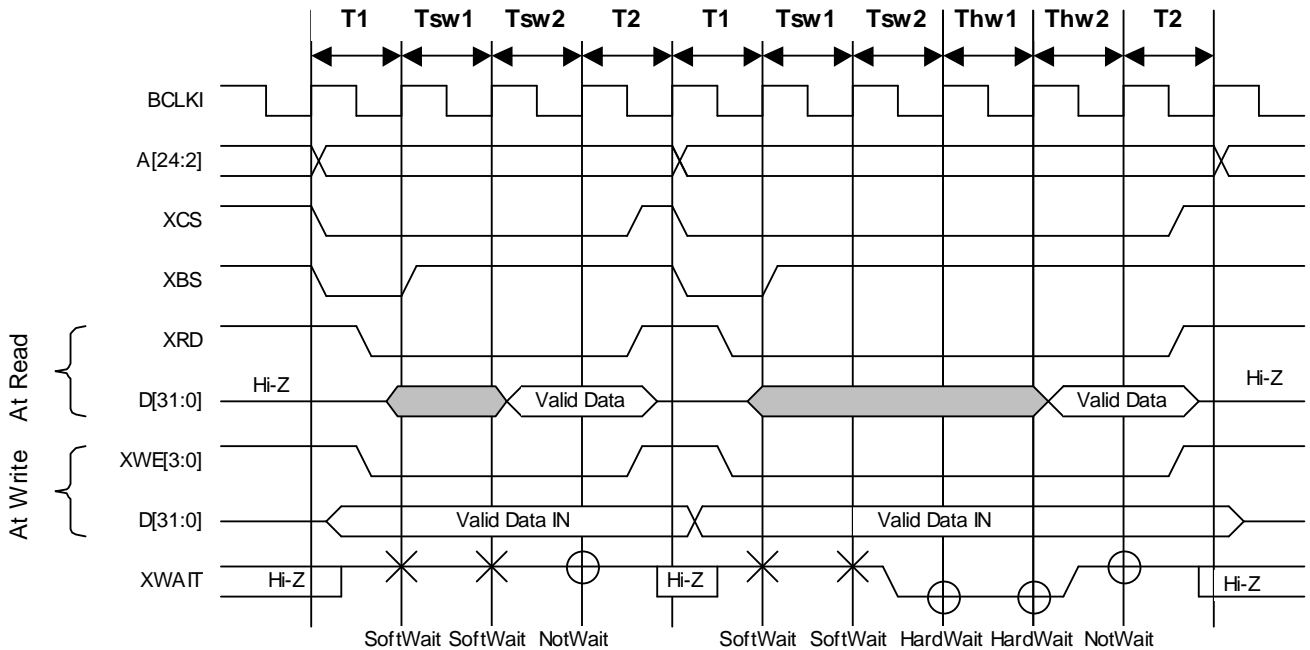 T1 Tsw1 Tsw2 T2 T1 Tsw1 Tsw2 Thw1 Thw2 T2
BCLKI
A[24:2]
XCS
XBS
At Read
XRD
Hi-Z Hi-Z
D[31:0] Valid Data Valid Data
At Write
XWE[3:0]
D[31:0] Valid Data IN Valid Data IN
XWAIT Hi-Z Hi-Z Hi-Z
SoftWait SoftWait NotWait SoftWait SoftWait HardWait HardWait NotWait